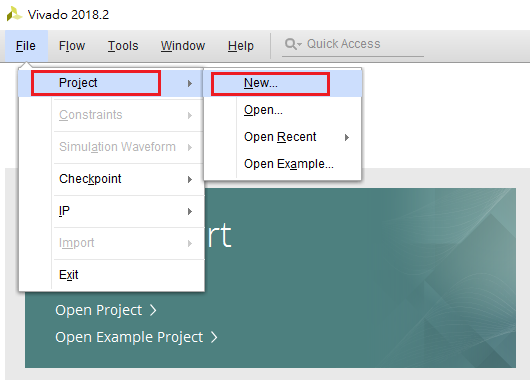 Vivado 2018.2
File Flow Tools Window Help Quick Access
Project
New...
Open...
Open Recent
Open Example...
Constraints
Simulation Waveform
Checkpoint
IP
Import
Exit
rt
Open Project
Open Example Project